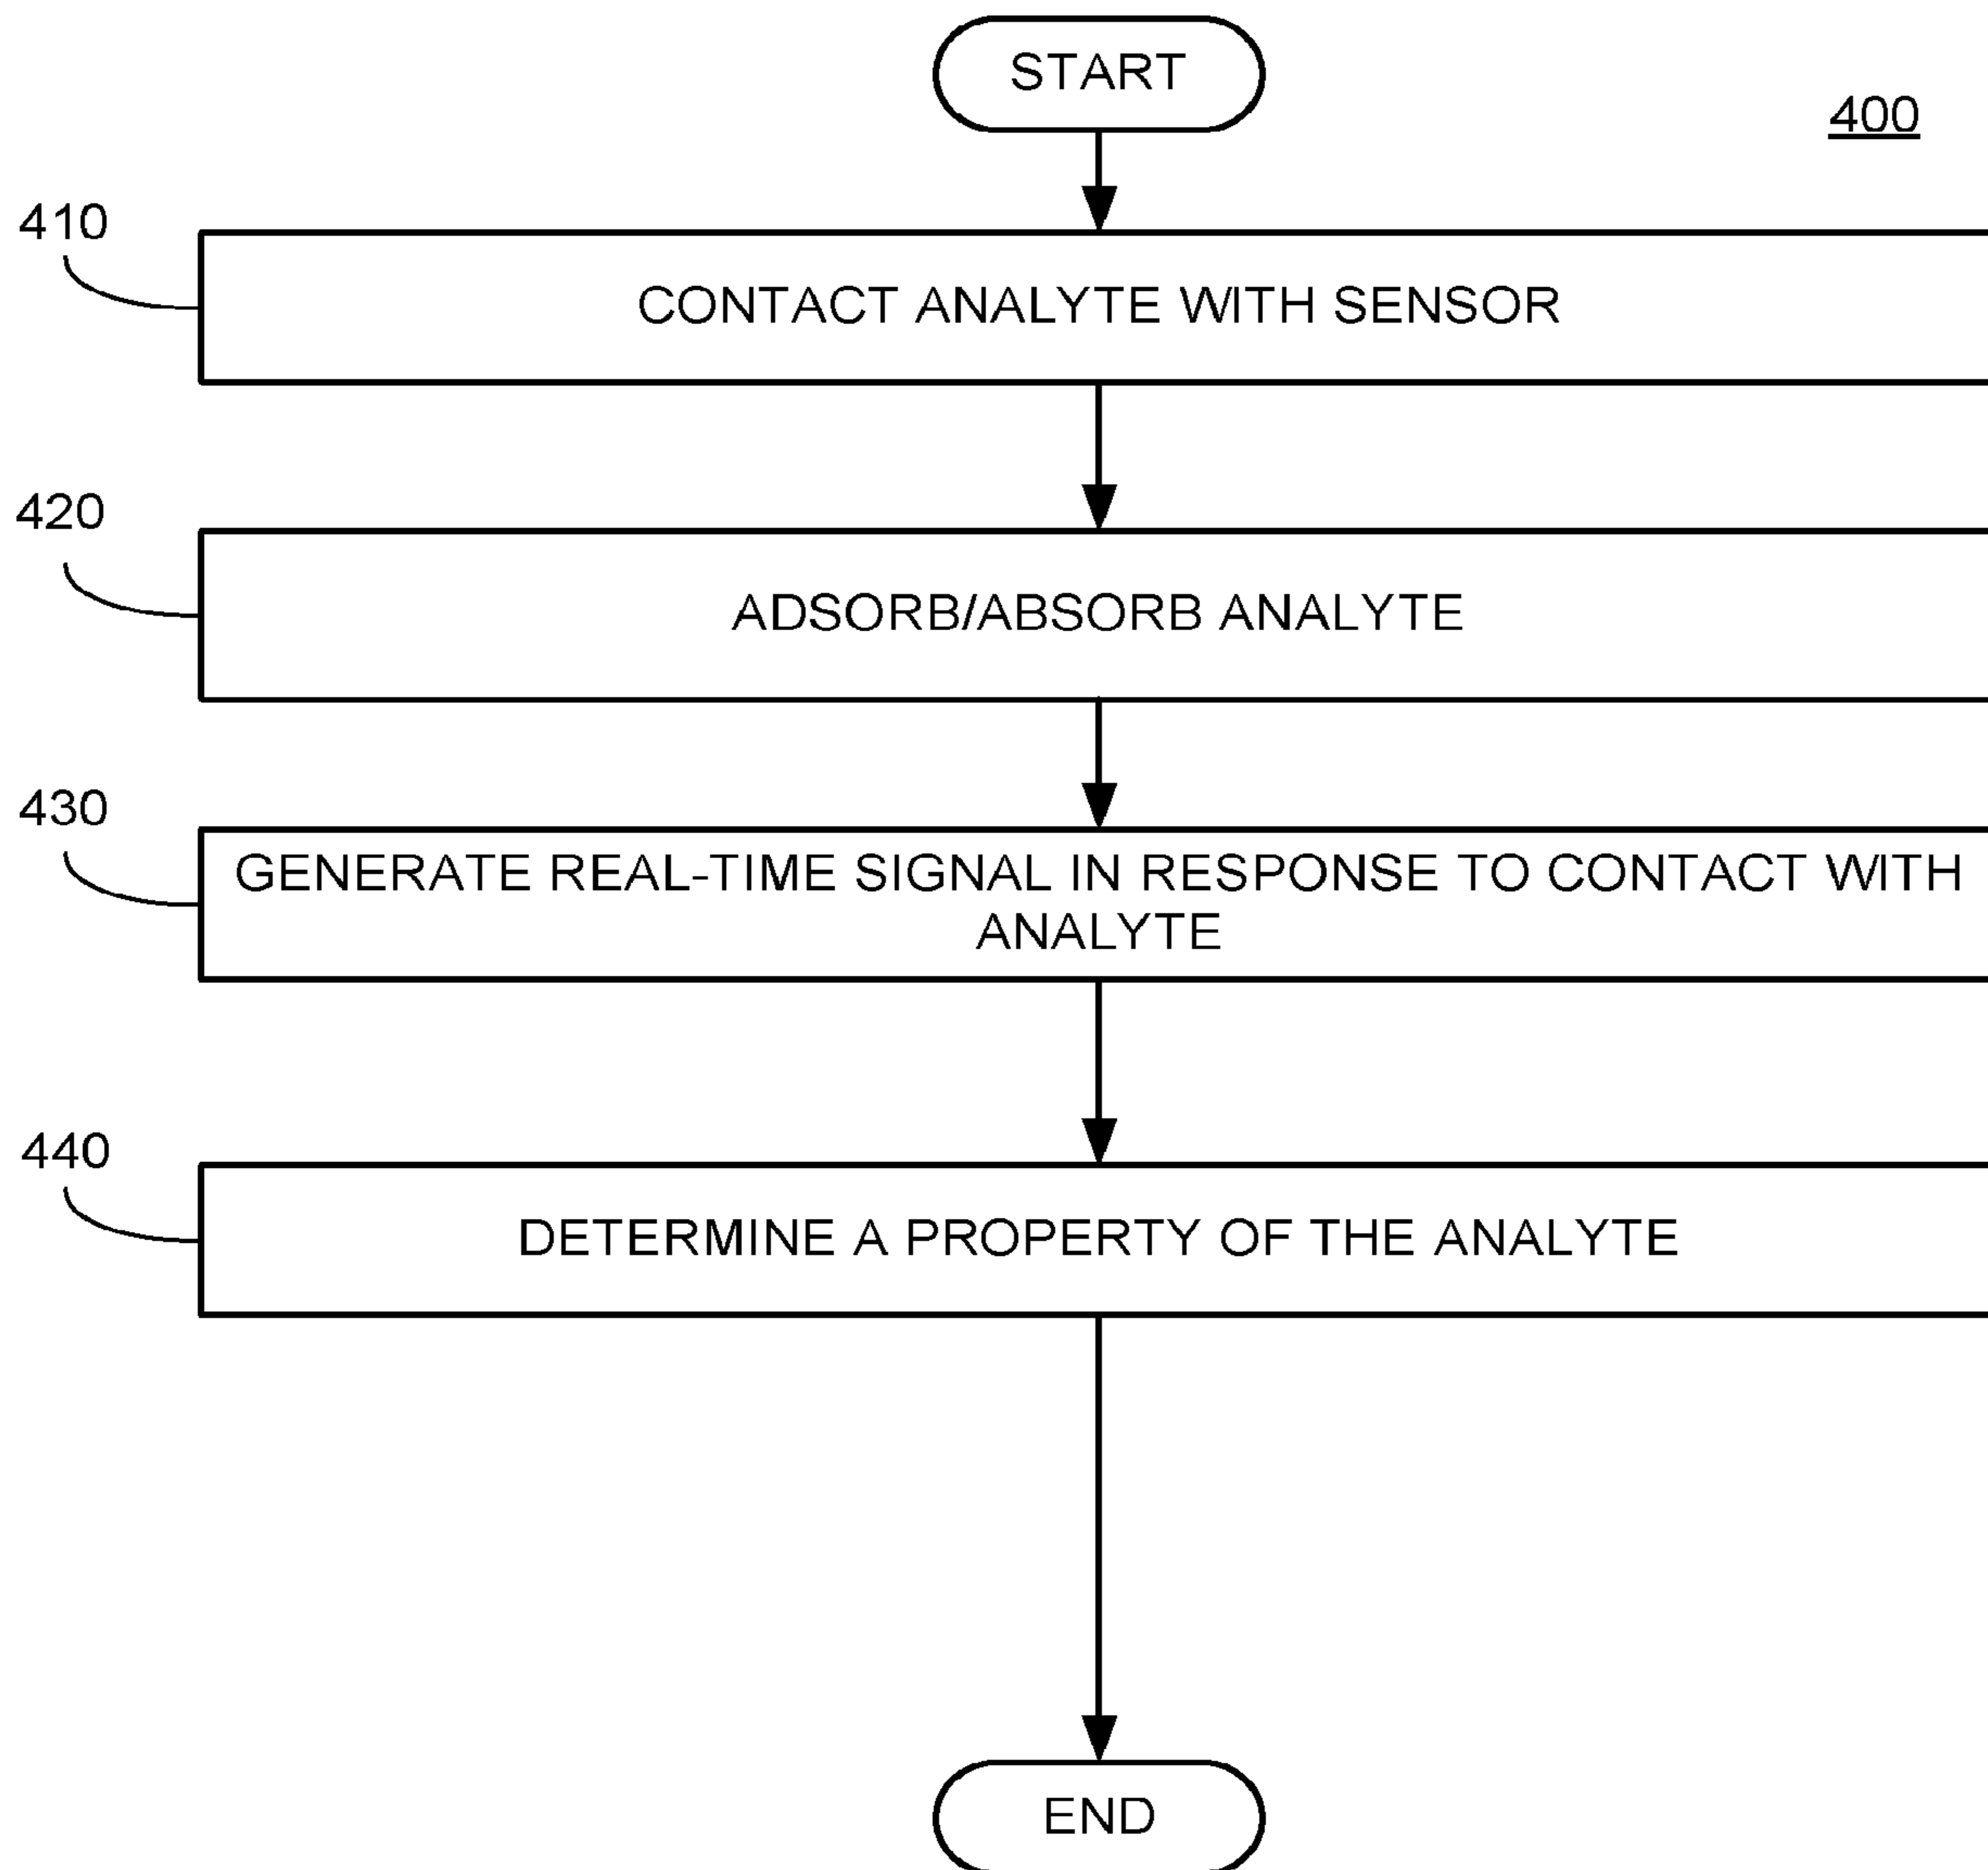 START
400
410
CONTACT ANALYTE WITH SENSOR
420
ADSORB/ABSORB ANALYTE
430
GENERATE REAL-TIME SIGNAL IN RESPONSE TO CONTACT WITH
ANALYTE
440
DETERMINE A PROPERTY OF THE ANALYTE
END